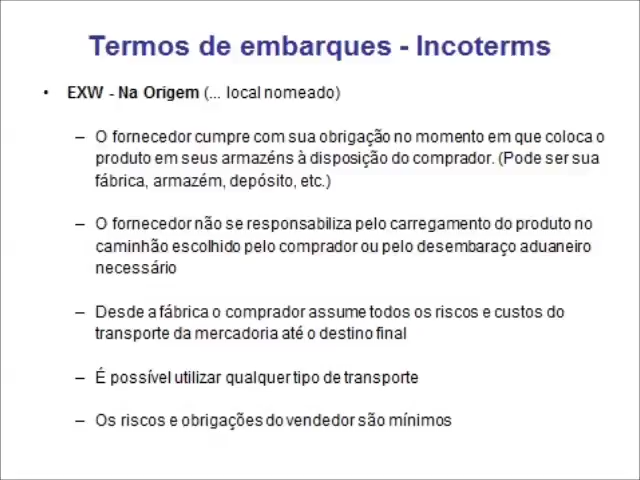 Termos de embarques - Incoterms
• EXW - Na Origem (... local nomeado)
– O fornecedor cumpre com sua obrigação no momento em que coloca o
produto em seus armazéns à disposição do comprador. (Pode ser sua
fábrica, armazém, depósito, etc.)
– O fornecedor não se responsabiliza pelo carregamento do produto no
caminhão escolhido pelo comprador ou pelo desembaraço aduaneiro
necessário
– Desde a fábrica o comprador assume todos os riscos e custos do
transporte da mercadoria até o destino final
– É possível utilizar qualquer tipo de transporte
– Os riscos e obrigações do vendedor são mínimos